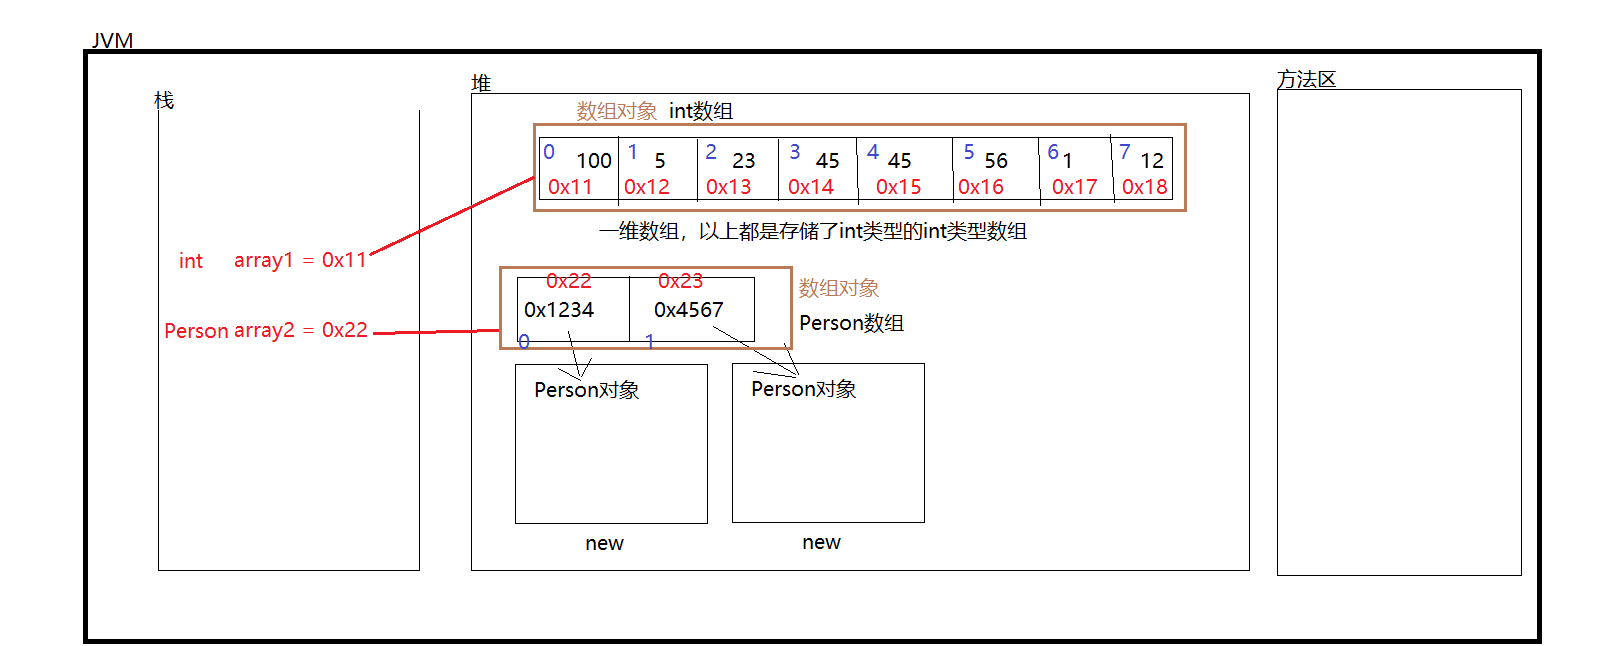 JVM
栈
堆
方法区
数组对象 int数组
0 100 1 5 2 23 3 45 4 45 5 56 6 1 7 12
0x11 0x12 0x13 0x14 0x15 0x16 0x17 0x18
一维数组，以上都是存储了int类型的int类型数组
int array1 = 0x11
Person array2 = 0x22
0x22 0x23
0x1234 0x4567
0 1
数组对象
Person数组
Person对象 Person对象
new new